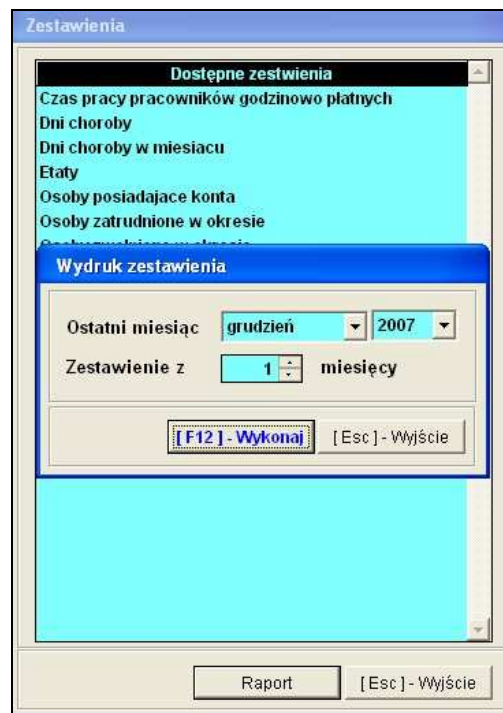 Zestawienia
Dostępne zestwienia
Czas pracy pracowników godzinowo płatnych
Dni choroby
Dni choroby w miesiacu
Etaty
Osoby posiadajace konta
Osoby zatrudnione w okresie
Wydruk zestawienia
Ostatni miesiąc grudzień 2007
Zestawienie z 1 miesięcy
[ F12 ] - Wykonaj [ Esc ] - Wyjście
Raport [ Esc ] - Wyjście